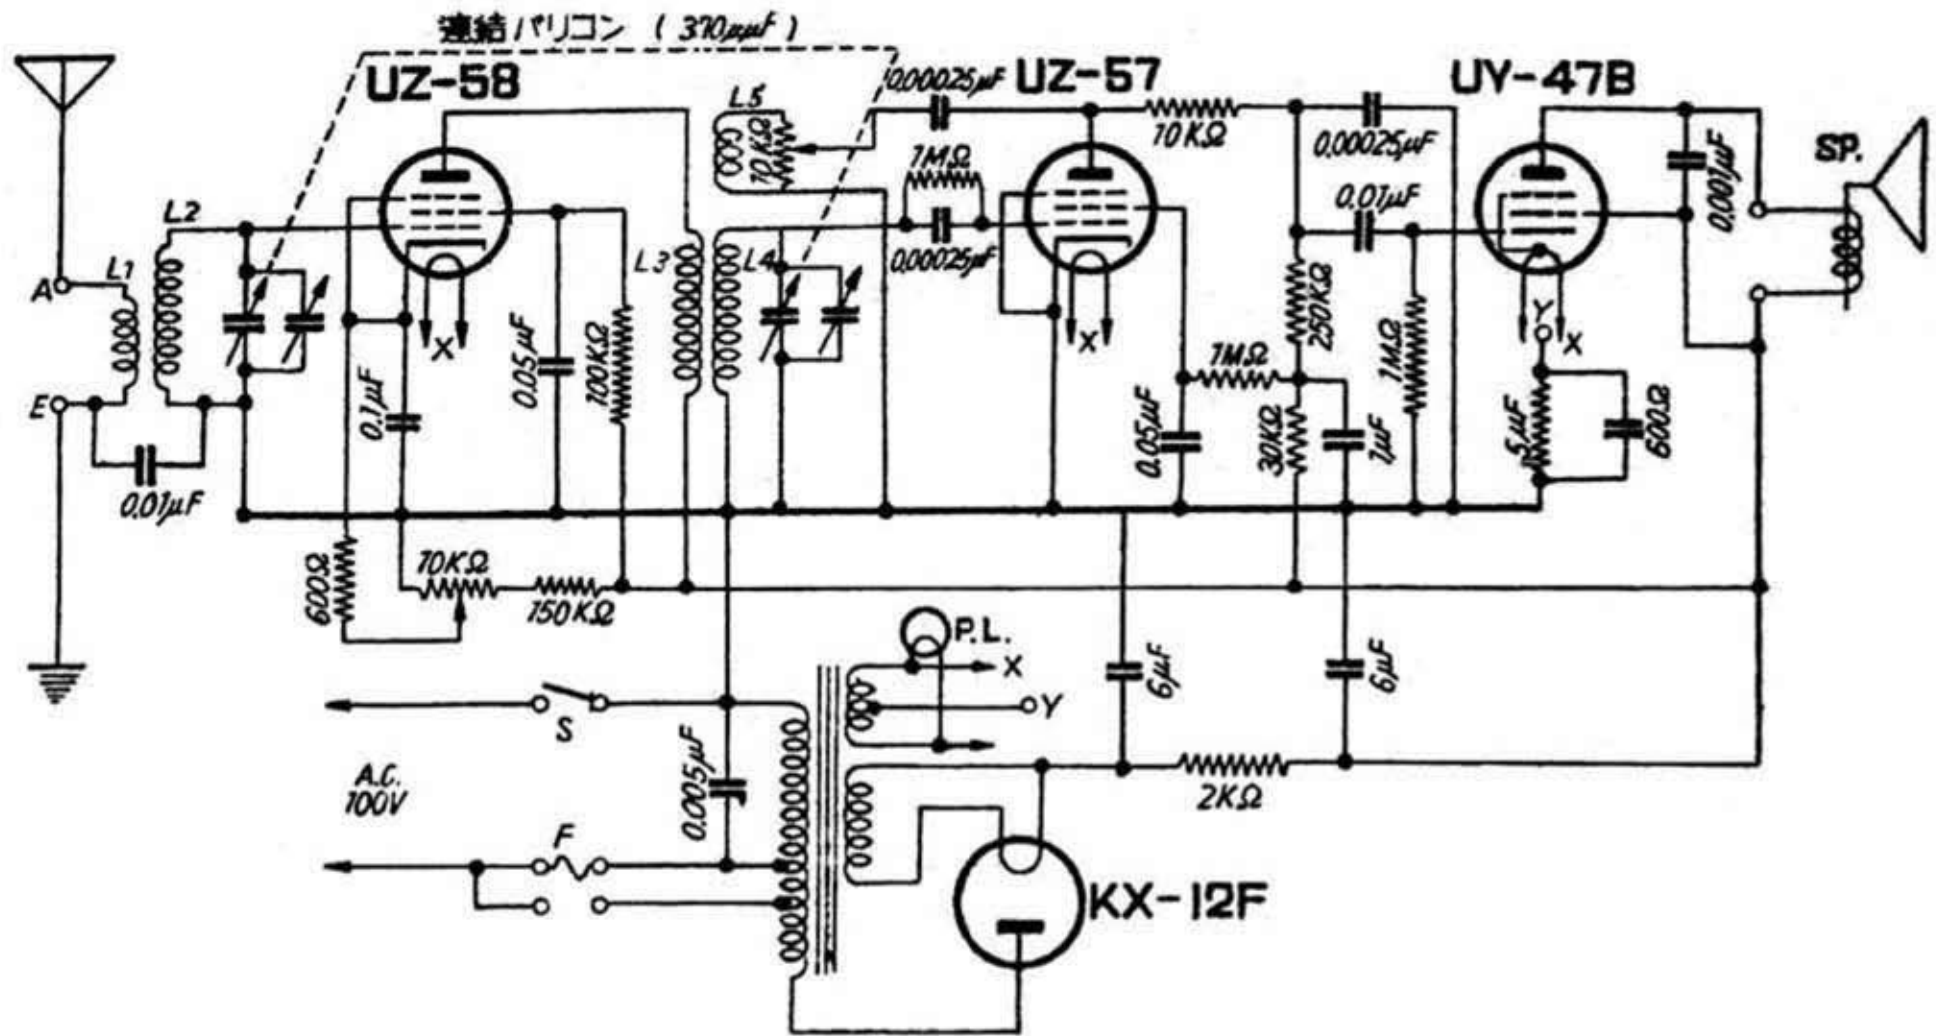 連結バリコン ( 370μμF )
UZ-58
UZ-57
UY-47B
0.00025μF
L5
10KΩ
1MΩ
10KΩ
0.00025μF
0.001μF
SP.
L2
0.01μF
L1
L3
L4
0.00025μF
A
X
X
Y
X
250KΩ
1MΩ
1MΩ
0.1μF
0.05μF
100KΩ
E
0.05μF
30KΩ
1μF
5μF
600Ω
0.01μF
600Ω
10KΩ
150KΩ
P.L.
X
6μF
6μF
Y
S
A.C.
100V
0.005μF
2KΩ
F
KX-12F